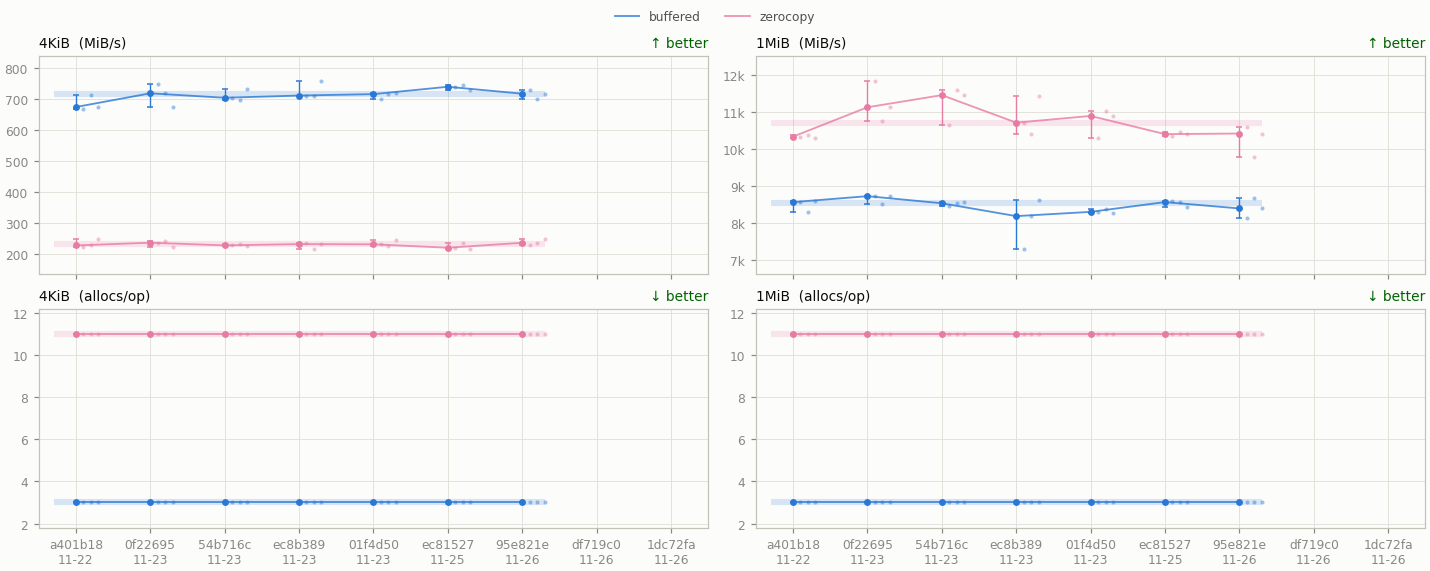 buffered zerocopy
4KiB (MiB/s) ↑ better
800
700
600
500
400
300
200
1MiB (MiB/s) ↑ better
12k
11k
10k
9k
8k
7k
4KiB (allocs/op) ↓ better
12
10
8
6
4
2
a401b18 0f22695 54b716c ec8b389 01f4d50 ec81527 95e821e df719c0 1dc72fa
11-22 11-23 11-23 11-23 11-23 11-25 11-26 11-26 11-26
1MiB (allocs/op) ↓ better
12
10
8
6
4
2
a401b18 0f22695 54b716c ec8b389 01f4d50 ec81527 95e821e df719c0 1dc72fa
11-22 11-23 11-23 11-23 11-23 11-25 11-26 11-26 11-26